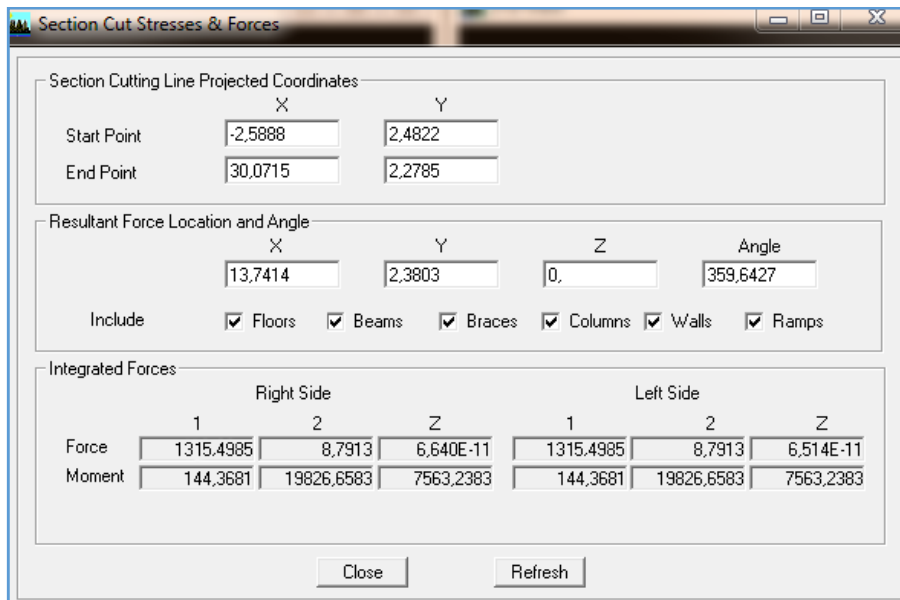 Section Cut Stresses & Forces
Section Cutting Line Projected Coordinates
X Y
Start Point -2,5888 2,4822
End Point 30,0715 2,2785
Resultant Force Location and Angle
X Y Z Angle
13,7414 2,3803 0, 359,6427
Include Floors Beams Braces Columns Walls Ramps
Integrated Forces
Right Side Left Side
1 2 Z 1 2 Z
Force 1315,4985 8,7913 6,640E-11 1315,4985 8,7913 6,514E-11
Moment 144,3681 19826,6583 7563,2383 144,3681 19826,6583 7563,2383
Close Refresh